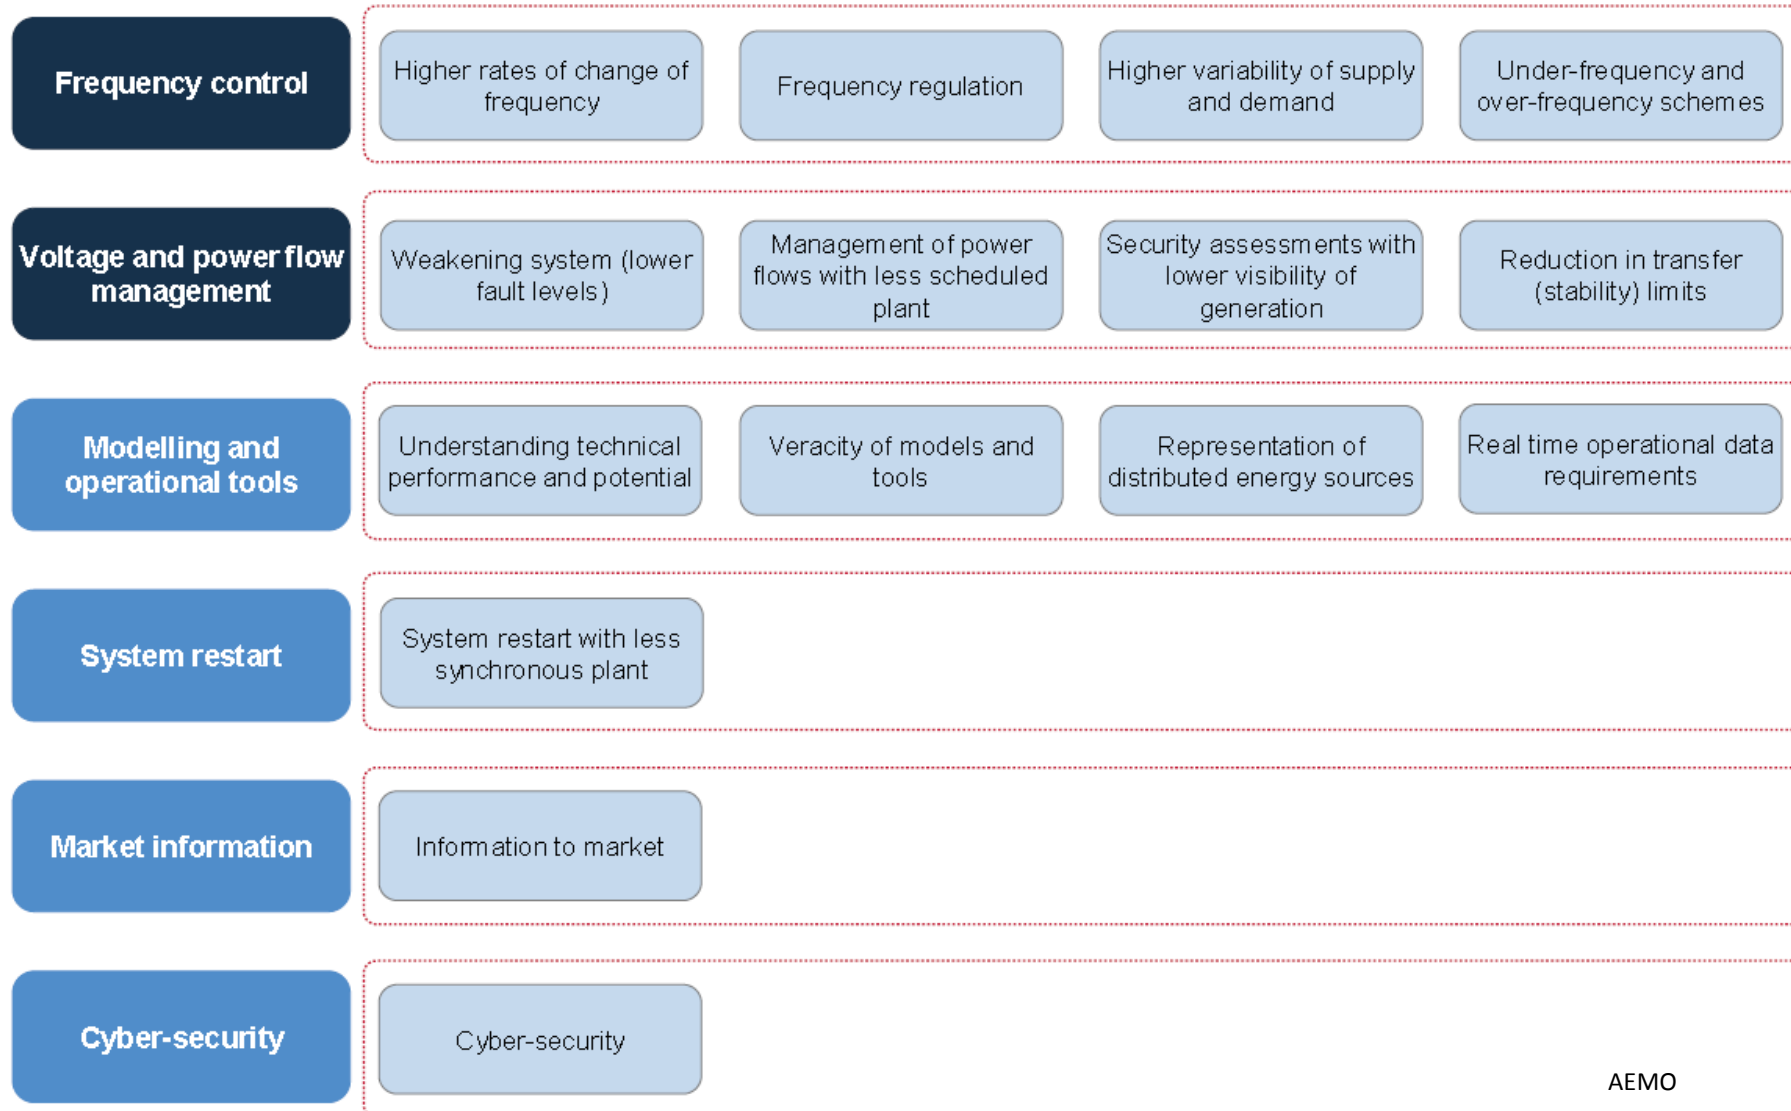 Frequency control
Higher rates of change of
frequency
Frequency regulation
Higher variability of supply
and demand
Under-frequency and
over-frequency schemes
Voltage and power flow
management
Weakening system (lower
fault levels)
Management of power
flows with less scheduled
plant
Security assessments with
lower visibility of
generation
Reduction in transfer
(stability) limits
Modelling and
operational tools
Understanding technical
performance and potential
Veracity of models and
tools
Representation of
distributed energy sources
Real time operational data
requirements
System restart
System restart with less
synchronous plant
Market information
Information to market
Cyber-security
Cyber-security
AEMO